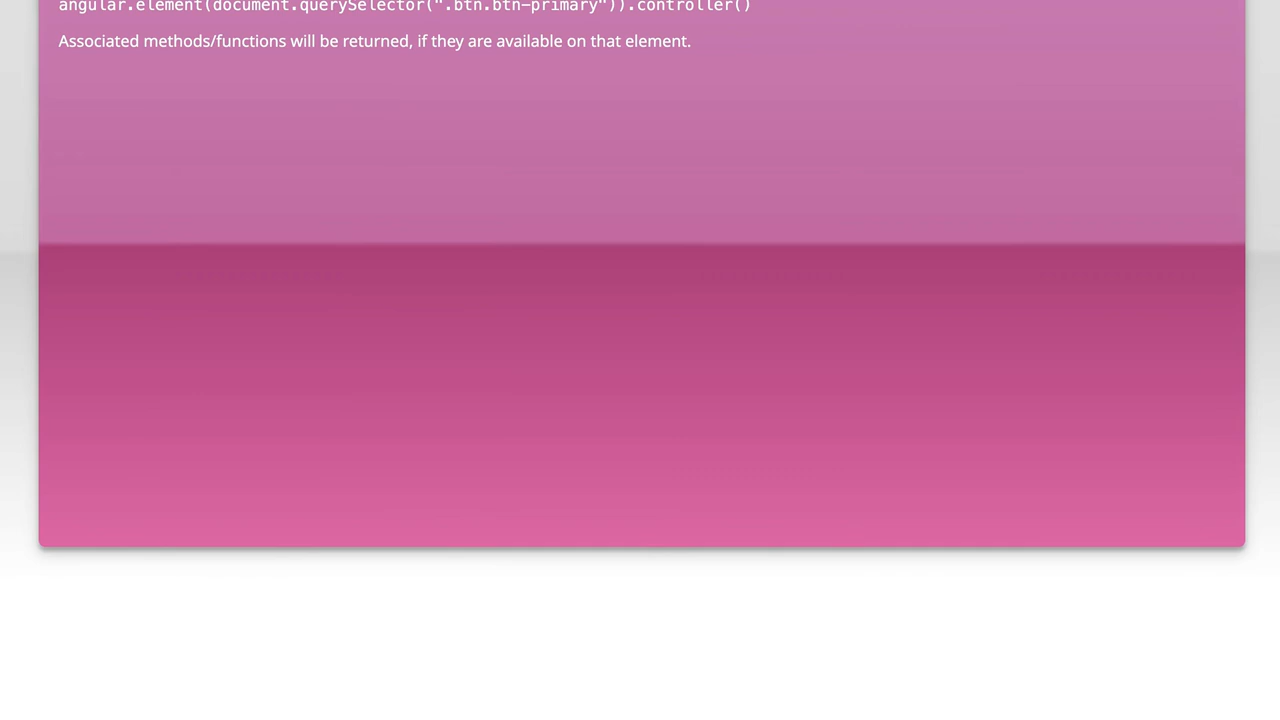 angular.element(document.querySelector(".btn.btn-primary")).controller()
Associated methods/functions will be returned, if they are available on that element.